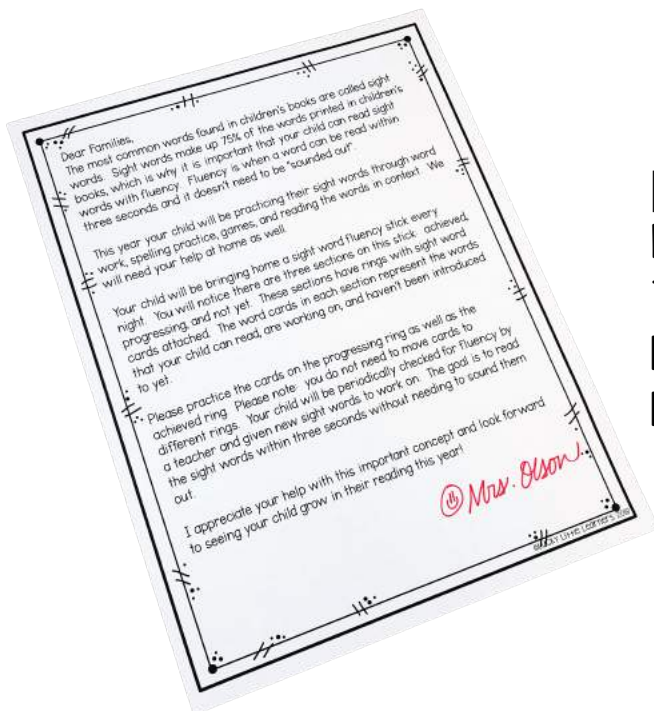 Dear Families,
The most common words found in children's books are called sight
words. Sight words make up 75% of the words printed in children's
books, which is why it is important that your child can read sight
words with fluency. Fluency is when a word can be read within
three seconds and it doesn't need to be "sounded out".
This year your child will be practicing their sight words through word
work, spelling practice, games, and reading the words in context. We
will need your help at home as well.
Your child will be bringing home a sight word fluency stick every
night. You will notice there are three sections on this stick: achieved,
progressing, and not yet. These sections have rings with sight word
cards attached. The word cards in each section represent the words
that your child can read, are working on, and haven't been introduced
to yet.
Please practice the cards on the progressing ring as well as the
achieved ring. Please note: you do not need to move cards to
different rings. Your child will be periodically checked for fluency by
a teacher and given new sight words to work on. The goal is to read
the sight words within three seconds without needing to sound them
out.
I appreciate your help with this important concept and look forward
to seeing your child grow in their reading this year!
Mrs. Olson
Little Learners 2018